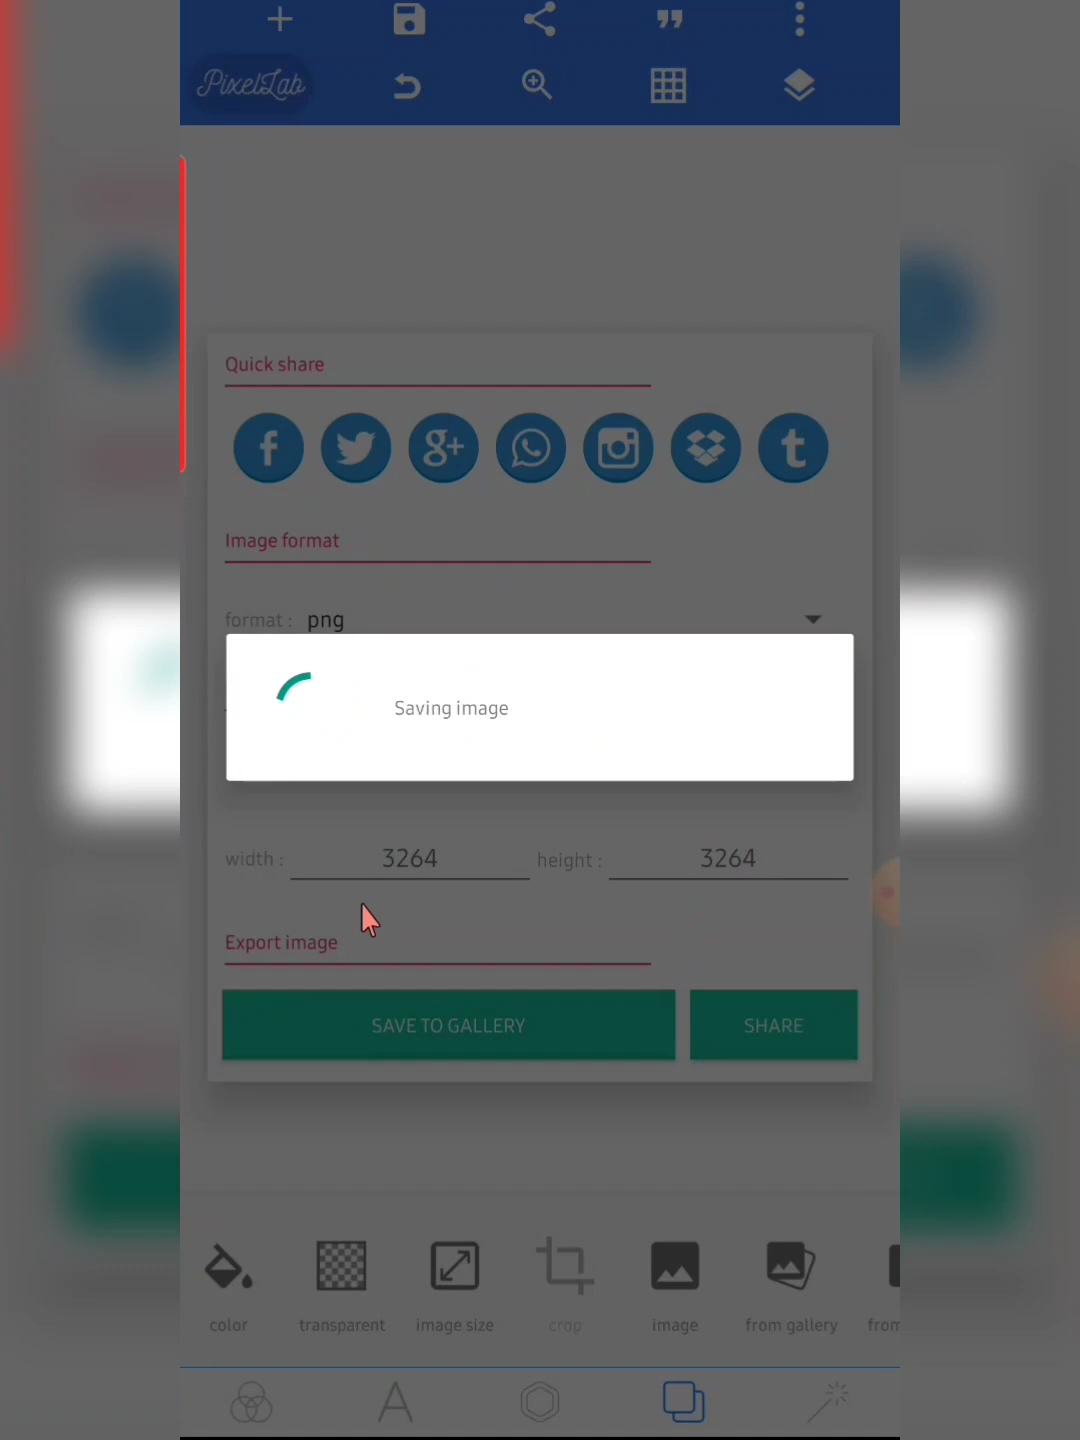 PixelLab
Quick share
Image format
format : png
Saving image
width : 3264 height : 3264
Export image
SAVE TO GALLERY SHARE
color transparent image size crop image from gallery from